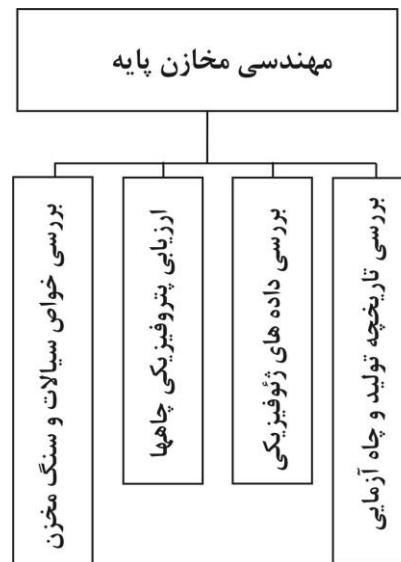 مهندسی مخازن پایه
بررسی تاریخچه تولید و چاه آزمایی
بررسی داده های ژئوفیزیکی
ارزیابی پتروفیزیکی چاهها
بررسی خواص سیالات و سنگ مخزن